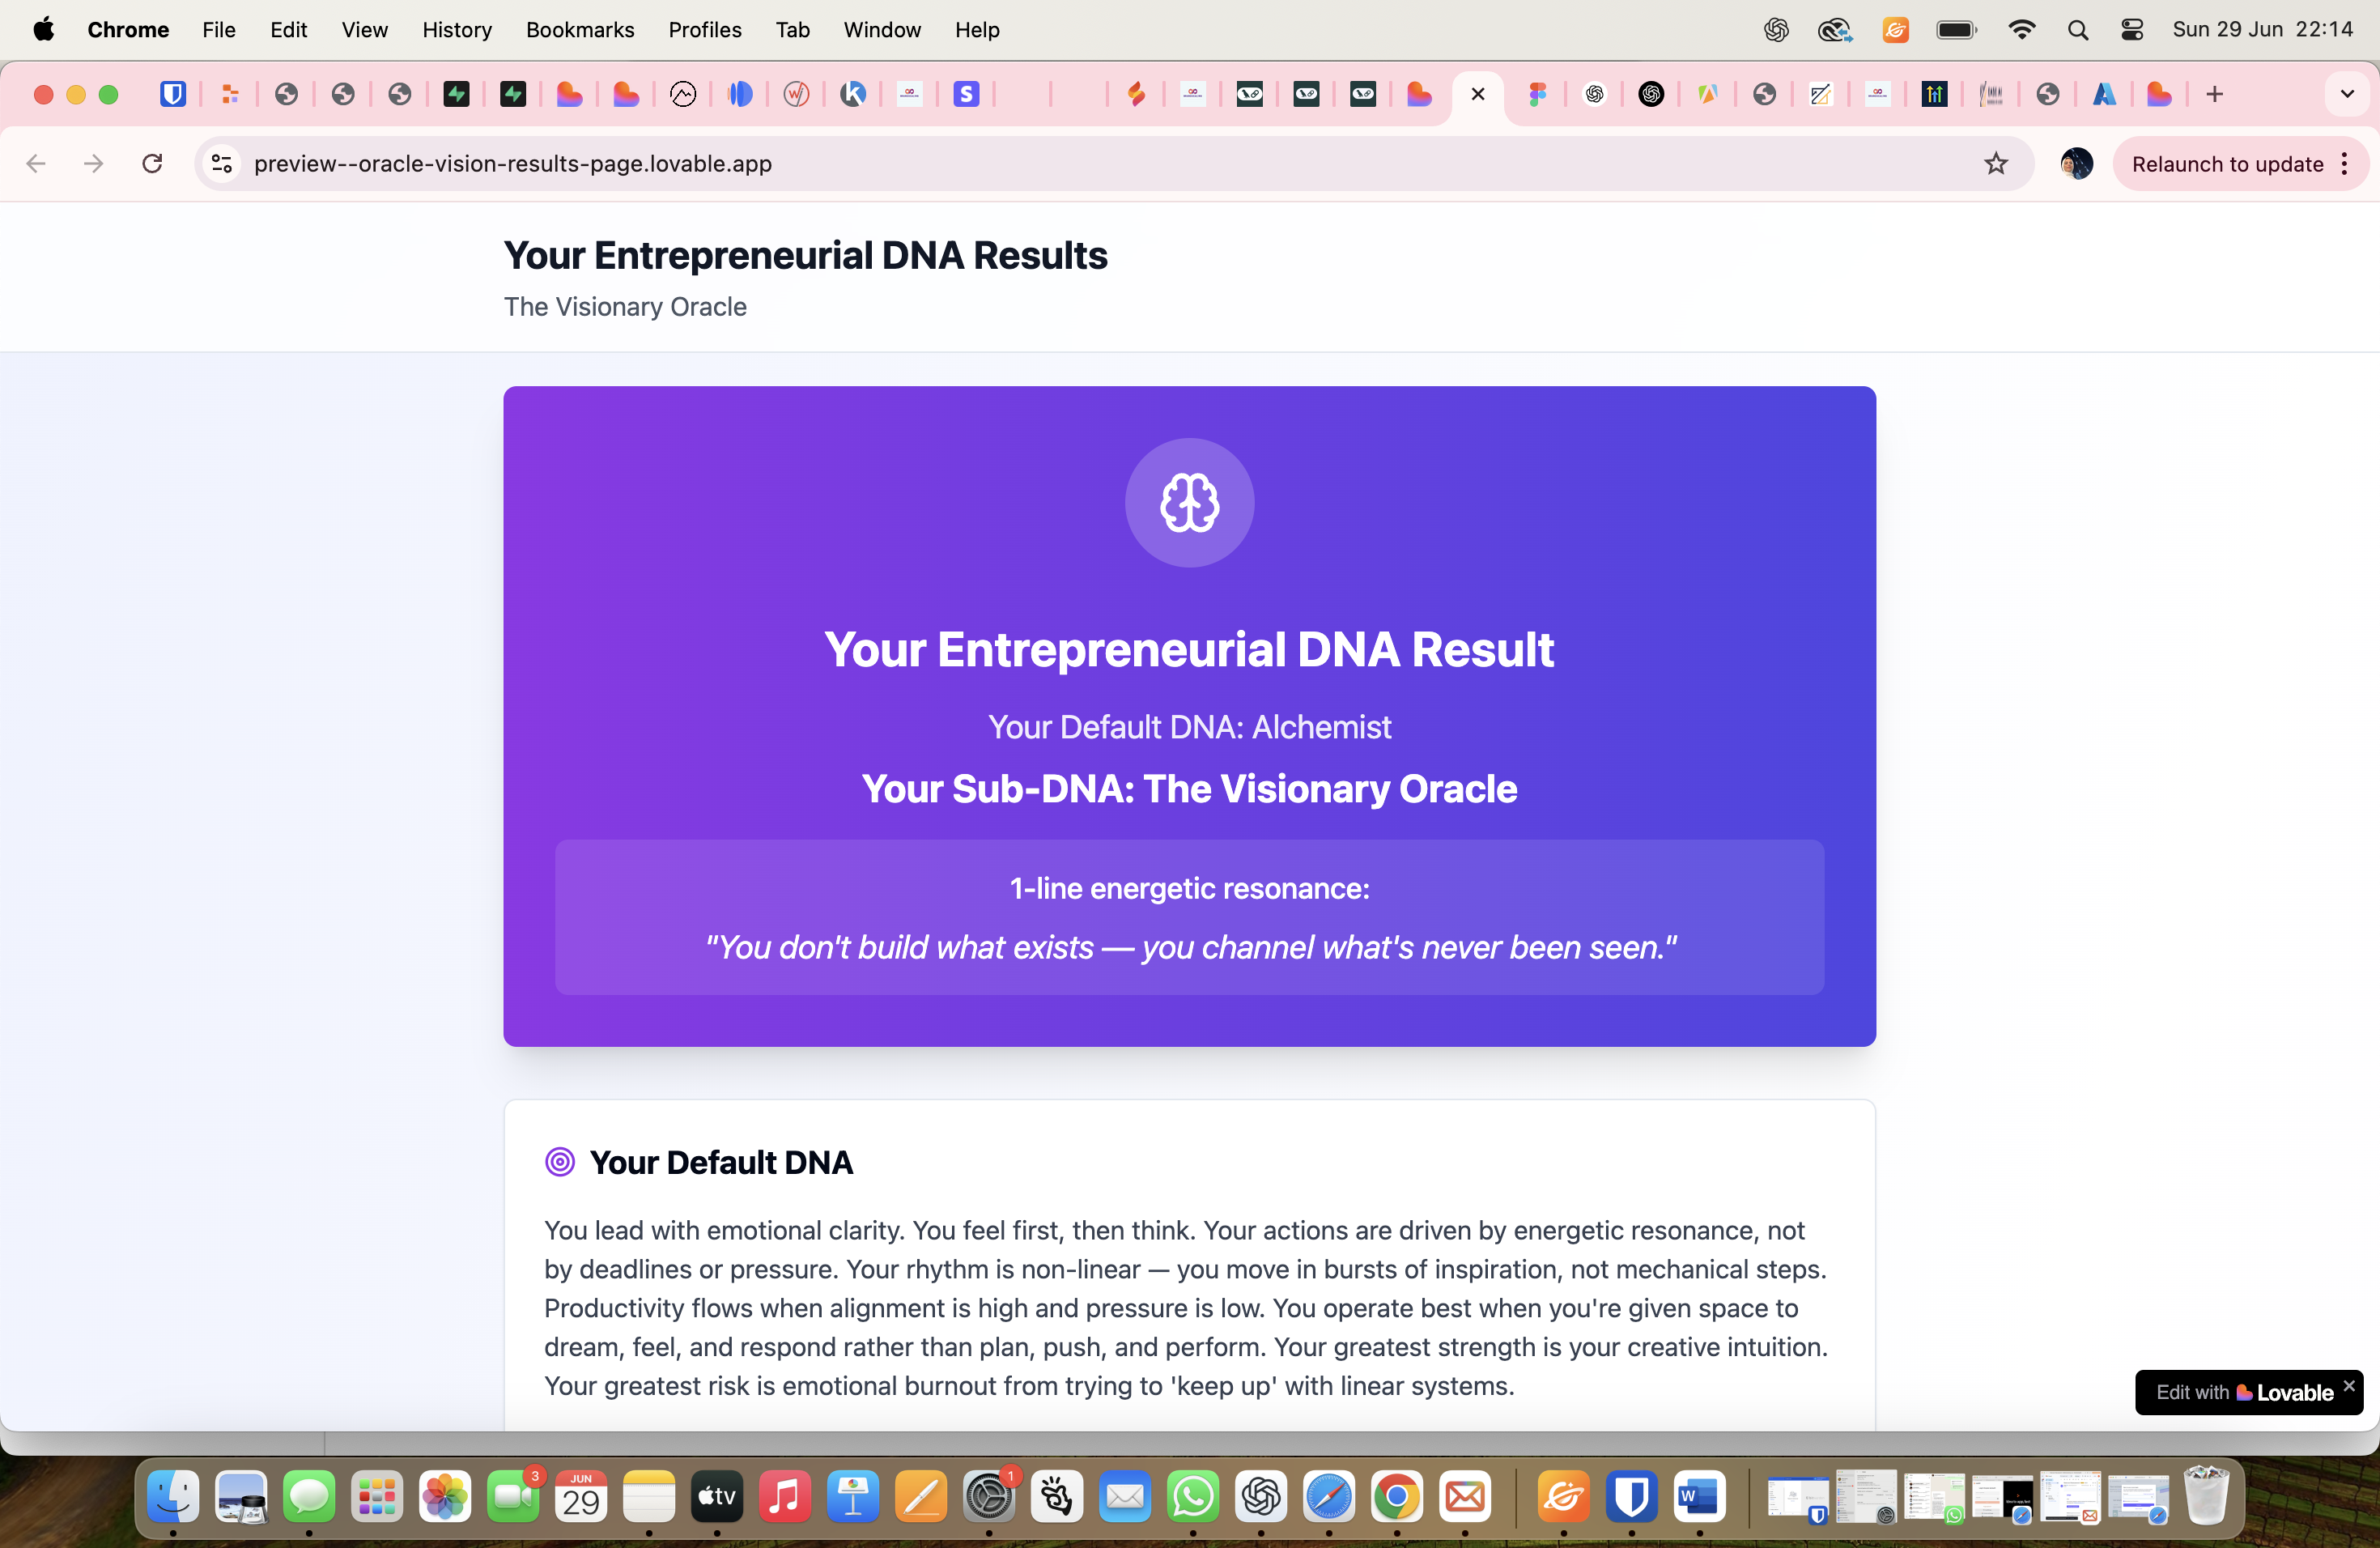 Chrome File Edit View History Bookmarks Profiles Tab Window Help Sun 29 Jun 22:14
preview--oracle-vision-results-page.lovable.app Relaunch to update
Your Entrepreneurial DNA Results
The Visionary Oracle
Your Entrepreneurial DNA Result
Your Default DNA: Alchemist
Your Sub-DNA: The Visionary Oracle
1-line energetic resonance:
"You don't build what exists — you channel what's never been seen."
Your Default DNA
You lead with emotional clarity. You feel first, then think. Your actions are driven by energetic resonance, not
by deadlines or pressure. Your rhythm is non-linear — you move in bursts of inspiration, not mechanical steps.
Productivity flows when alignment is high and pressure is low. You operate best when you're given space to
dream, feel, and respond rather than plan, push, and perform. Your greatest strength is your creative intuition.
Your greatest risk is emotional burnout from trying to 'keep up' with linear systems.
Edit with Lovable
3
JUN
29
tv
1
W